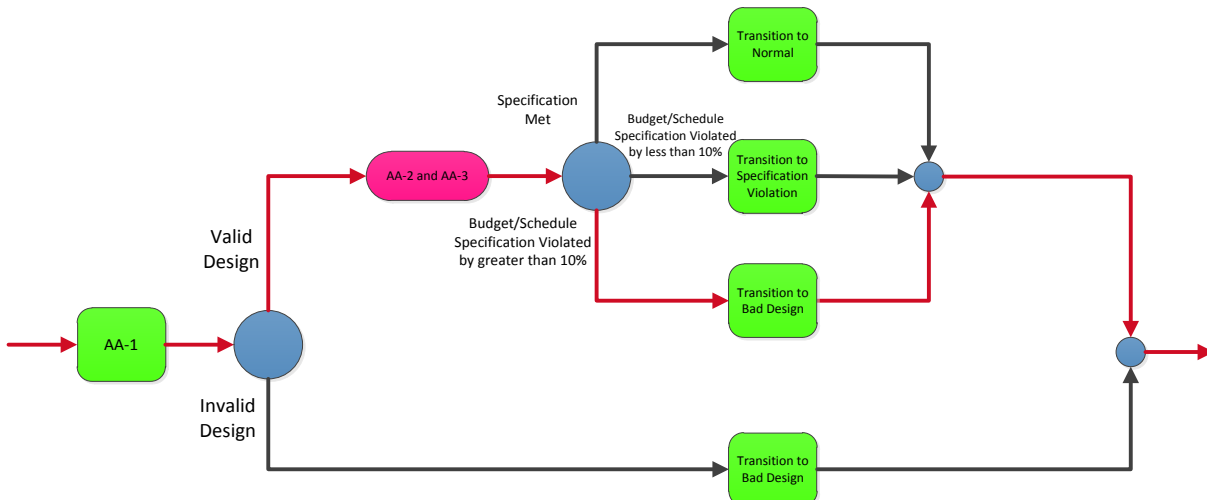 Transition to
Normal
Specification
Met
Budget/Schedule
Specification Violated
by less than 10%
AA-2 and AA-3
Transition to
Specification
Violation
Budget/Schedule
Specification Violated
by greater than 10%
Valid
Design
Transition to
Bad Design
AA-1
Invalid
Design
Transition to
Bad Design